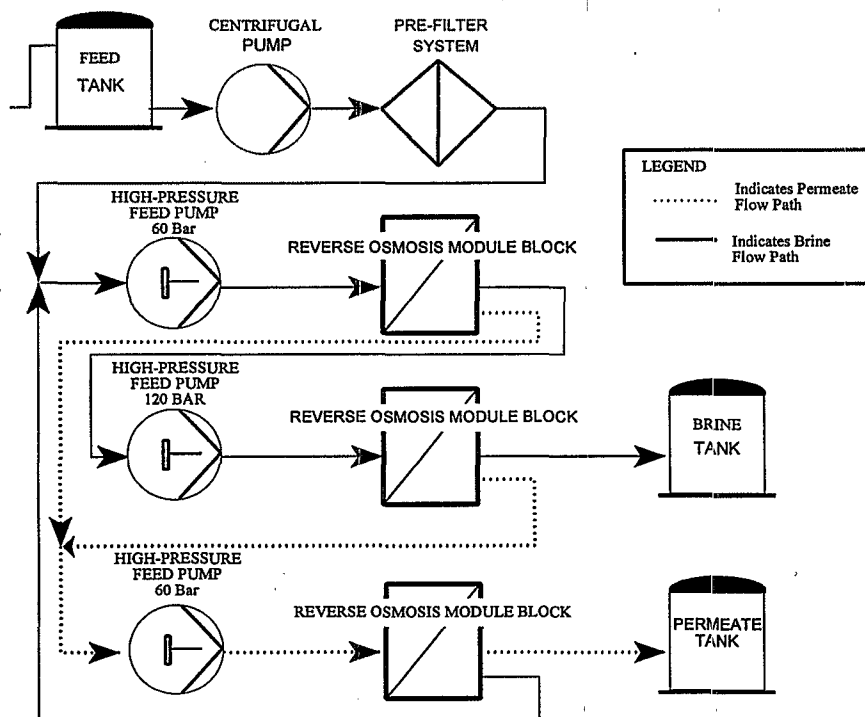 CENTRIFUGAL
PUMP
PRE-FILTER
SYSTEM
FEED
TANK
LEGEND
Indicates Permeate
Flow Path
Indicates Brine
Flow Path
HIGH-PRESSURE
FEED PUMP
60 Bar
REVERSE OSMOSIS MODULE BLOCK
HIGH-PRESSURE
FEED PUMP
120 BAR
REVERSE OSMOSIS MODULE BLOCK
BRINE
TANK
HIGH-PRESSURE
FEED PUMP
60 Bar
REVERSE OSMOSIS MODULE BLOCK
PERMEATE
TANK